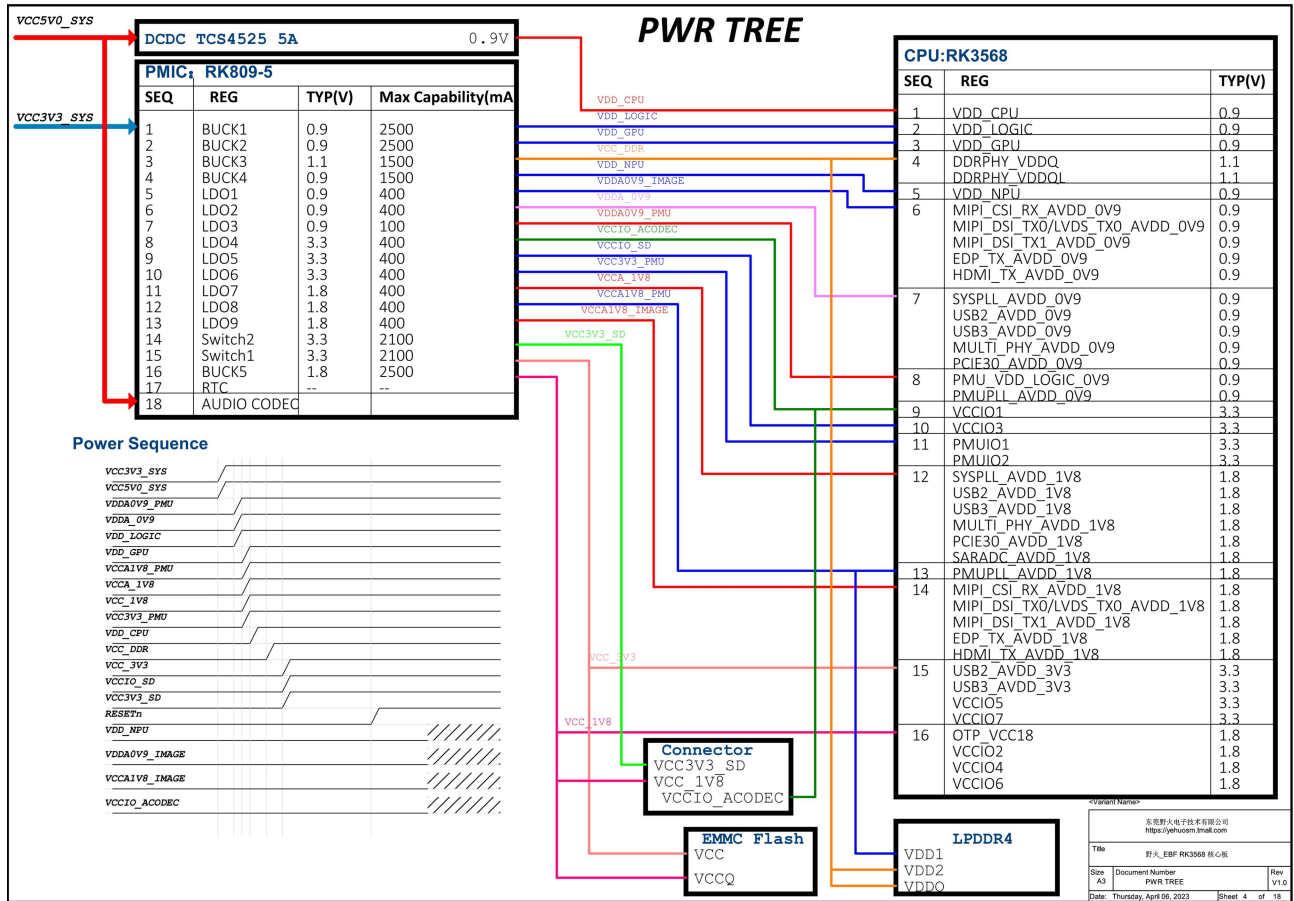 PWR TREE
VCC5V0_SYS
VCC3V3_SYS
DCDC TCS4525 5A 0.9V
PMIC：RK809-5
SEQ REG TYP(V) Max Capability(mA
1 BUCK1 0.9 2500
2 BUCK2 0.9 2500
3 BUCK3 1.1 1500
4 BUCK4 0.9 1500
5 LDO1 0.9 400
6 LDO2 0.9 400
7 LDO3 0.9 100
8 LDO4 3.3 400
9 LDO5 3.3 400
10 LDO6 3.3 400
11 LDO7 1.8 400
12 LDO8 1.8 400
13 LDO9 1.8 400
14 Switch2 3.3 2100
15 Switch1 3.3 2100
16 BUCK5 1.8 2500
17 RTC -- --
18 AUDIO CODEC
VDD_CPU
VDD_LOGIC
VDD_GPU
VCC_DDR
VDD_NPU
VDDA0V9_IMAGE
VDDA_0V9
VDDA0V9_PMU
VCCIO_ACODEC
VCCIO_SD
VCC3V3_PMU
VCCA_1V8
VCCA1V8_PMU
VCCA1V8_IMAGE
VCC3V3_SD
VCC_3V3
VCC_1V8
CPU:RK3568
SEQ REG TYP(V)
1 VDD_CPU 0.9
2 VDD_LOGIC 0.9
3 VDD_GPU 0.9
4 DDRPHY_VDDQ 1.1
DDRPHY_VDDQL 1.1
5 VDD_NPU 0.9
6 MIPI_CSI_RX_AVDD_0V9 0.9
MIPI_DSI_TX0/LVDS_TX0_AVDD_0V9 0.9
MIPI_DSI_TX1_AVDD_0V9 0.9
EDP_TX_AVDD_0V9 0.9
HDMI_TX_AVDD_0V9 0.9
7 SYSPLL_AVDD_0V9 0.9
USB2_AVDD_0V9 0.9
USB3_AVDD_0V9 0.9
MULTI_PHY_AVDD_0V9 0.9
PCIE30_AVDD_0V9 0.9
8 PMU_VDD_LOGIC_0V9 0.9
PMUPLL_AVDD_0V9 0.9
9 VCCIO1 3.3
10 VCCIO3 3.3
11 PMUIO1 3.3
PMUIO2 3.3
12 SYSPLL_AVDD_1V8 1.8
USB2_AVDD_1V8 1.8
USB3_AVDD_1V8 1.8
MULTI_PHY_AVDD_1V8 1.8
PCIE30_AVDD_1V8 1.8
SARADC_AVDD_1V8 1.8
13 PMUPLL_AVDD_1V8 1.8
14 MIPI_CSI_RX_AVDD_1V8 1.8
MIPI_DSI_TX0/LVDS_TX0_AVDD_1V8 1.8
MIPI_DSI_TX1_AVDD_1V8 1.8
EDP_TX_AVDD_1V8 1.8
HDMI_TX_AVDD_1V8 1.8
15 USB2_AVDD_3V3 3.3
USB3_AVDD_3V3 3.3
VCCIO5 3.3
VCCIO7 3.3
16 OTP_VCC18 1.8
VCCIO2 1.8
VCCIO4 1.8
VCCIO6 1.8
Power Sequence
VCC3V3_SYS
VCC5V0_SYS
VDDA0V9_PMU
VDDA_0V9
VDD_LOGIC
VDD_GPU
VCCA1V8_PMU
VCCA_1V8
VCC_1V8
VCC3V3_PMU
VDD_CPU
VCC_DDR
VCC_3V3
VCCIO_SD
VCC3V3_SD
RESETn
VDD_NPU
VDDA0V9_IMAGE
VCCA1V8_IMAGE
VCCIO_ACODEC
Connector
VCC3V3_SD
VCC_1V8
VCCIO_ACODEC
EMMC Flash
VCC
VCCQ
LPDDR4
VDD1
VDD2
VDDQ
<Variant Name>
东莞野火电子技术有限公司
https://yehuosm.tmall.com
Title
野火_EBF RK3568 核心板
Size A3 Document Number PWR TREE Rev V1.0
Date: Thursday, April 06, 2023 Sheet 4 of 18